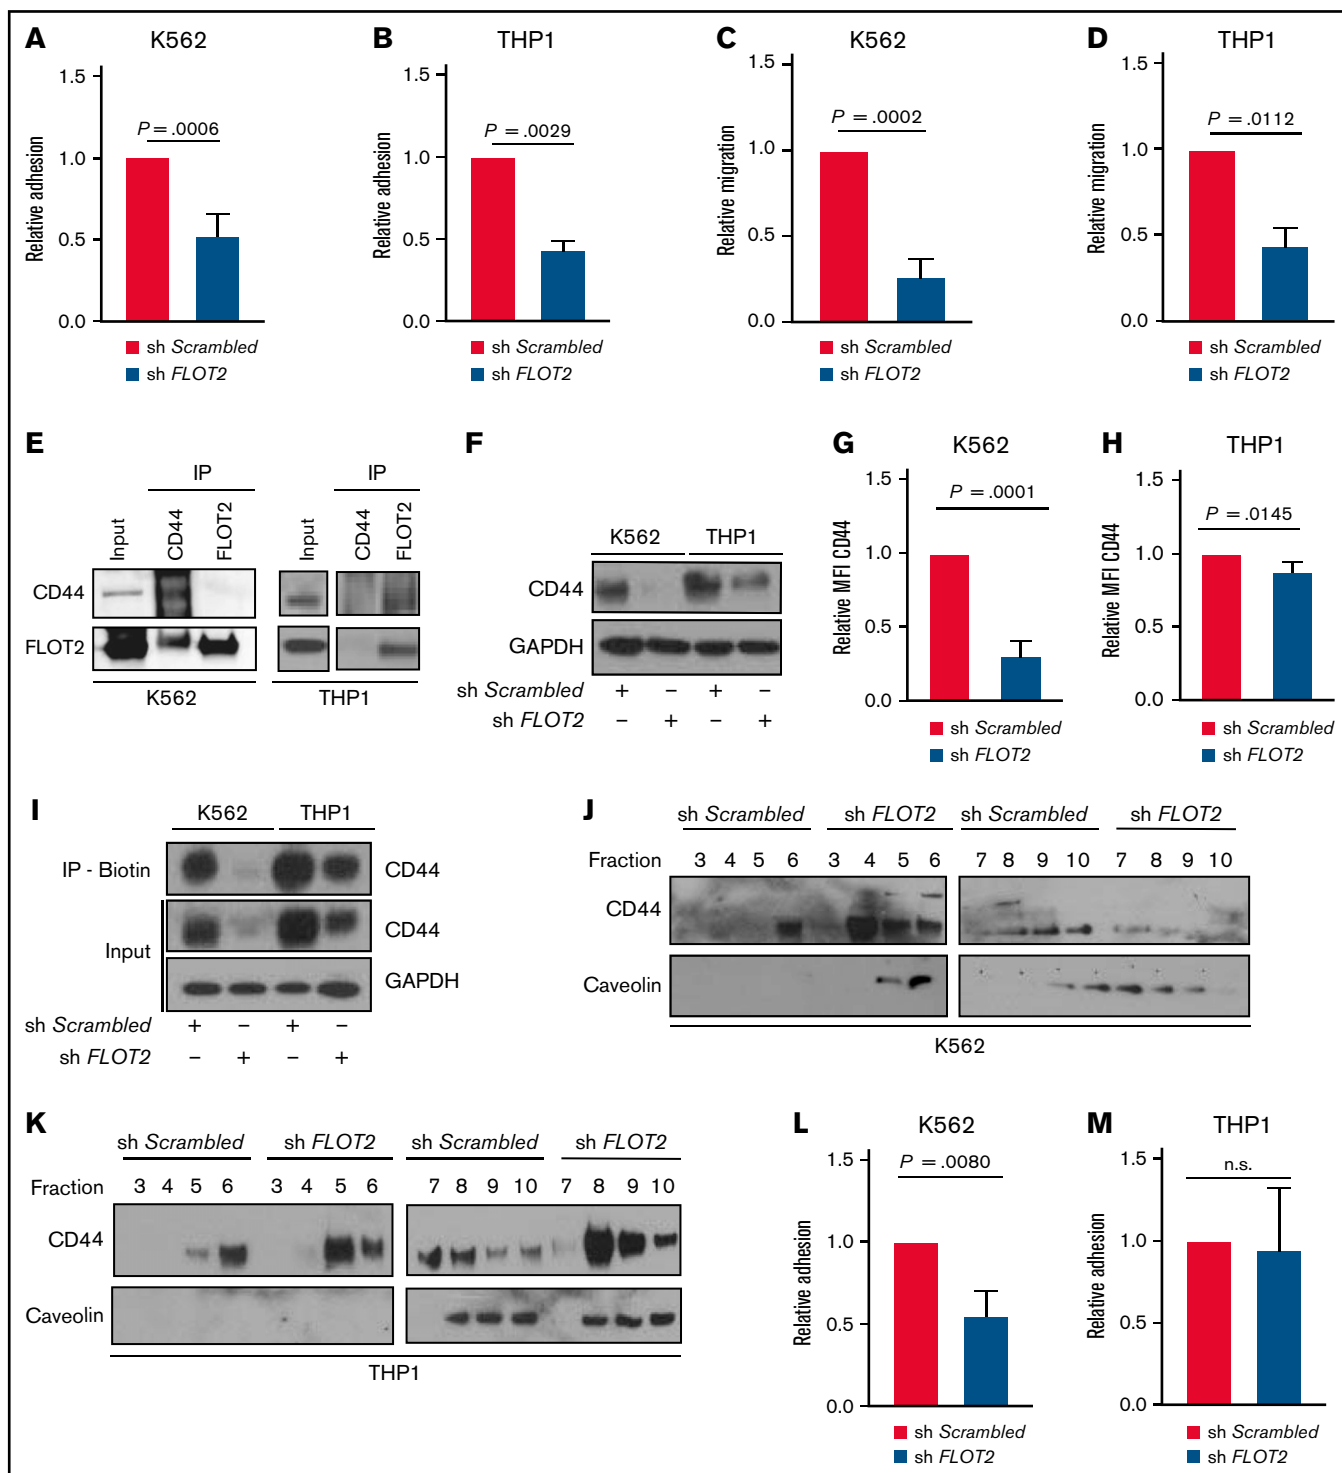 A
K562
Relative adhesion
1.5
1.0
0.5
0.0
P = .0006
sh Scrambled
sh FLOT2
B
THP1
Relative adhesion
1.5
1.0
0.5
0.0
P = .0029
sh Scrambled
sh FLOT2
C
K562
Relative migration
1.5
1.0
0.5
0.0
P = .0002
sh Scrambled
sh FLOT2
D
THP1
Relative migration
1.5
1.0
0.5
0.0
P = .0112
sh Scrambled
sh FLOT2
E
IP IP
Input CD44 FLOT2 Input CD44 FLOT2
CD44
FLOT2
K562 THP1
F
K562 THP1
CD44
GAPDH
sh Scrambled + – + –
sh FLOT2 – + – +
G
K562
Relative MFI CD44
1.5
1.0
0.5
0.0
P = .0001
sh Scrambled
sh FLOT2
H
THP1
Relative MFI CD44
1.5
1.0
0.5
0.0
P = .0145
sh Scrambled
sh FLOT2
I
K562 THP1
IP - Biotin CD44
Input CD44
GAPDH
sh Scrambled + – + –
sh FLOT2 – + – +
J
sh Scrambled sh FLOT2 sh Scrambled sh FLOT2
Fraction 3 4 5 6 3 4 5 6 7 8 9 10 7 8 9 10
CD44
Caveolin
K562
K
sh Scrambled sh FLOT2 sh Scrambled sh FLOT2
Fraction 3 4 5 6 3 4 5 6 7 8 9 10 7 8 9 10
CD44
Caveolin
THP1
L
K562
Relative adhesion
1.5
1.0
0.5
0.0
P = .0080
sh Scrambled
sh FLOT2
M
THP1
Relative adhesion
1.5
1.0
0.5
0.0
n.s.
sh Scrambled
sh FLOT2